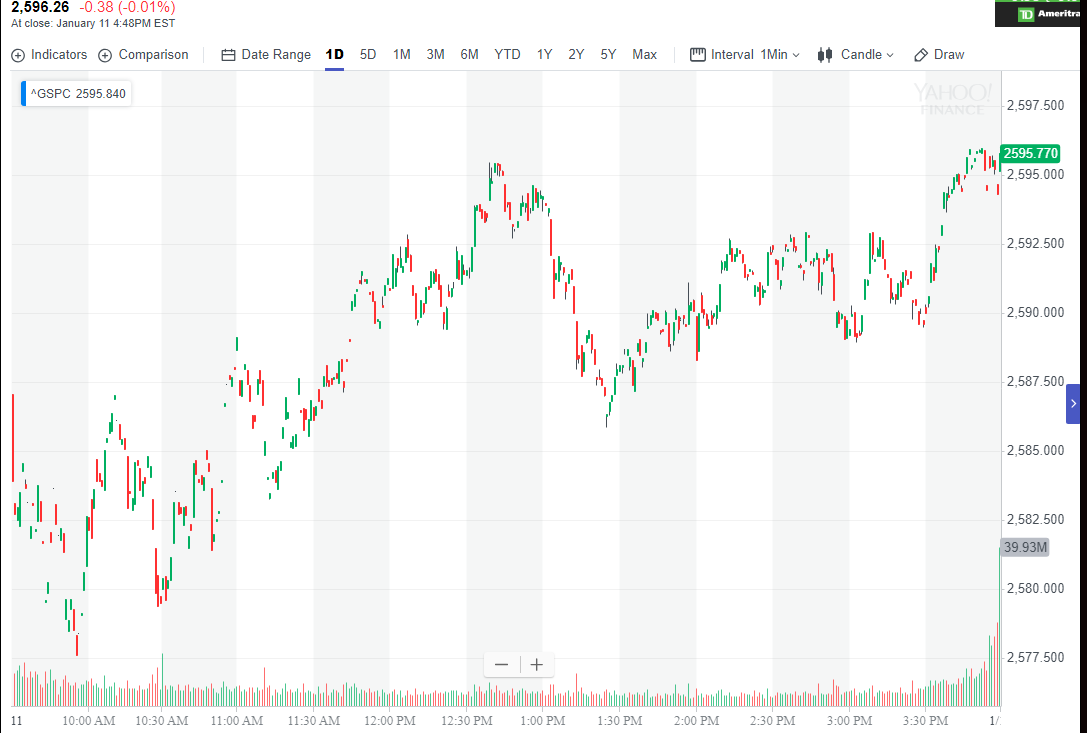 2,596.26 -0.38 (-0.01%)
At close: January 11 4:48PM EST
TD Ameritra
Indicators Comparison Date Range 1D 5D 1M 3M 6M YTD 1Y 2Y 5Y Max Interval 1Min Candle Draw
^GSPC 2595.840
YAHOO!
FINANCE
2,597.500
2595.770
2,595.000
2,592.500
2,590.000
2,587.500
2,585.000
2,582.500
39.93M
2,580.000
2,577.500
11 10:00 AM 10:30 AM 11:00 AM 11:30 AM 12:00 PM 12:30 PM 1:00 PM 1:30 PM 2:00 PM 2:30 PM 3:00 PM 3:30 PM 1/